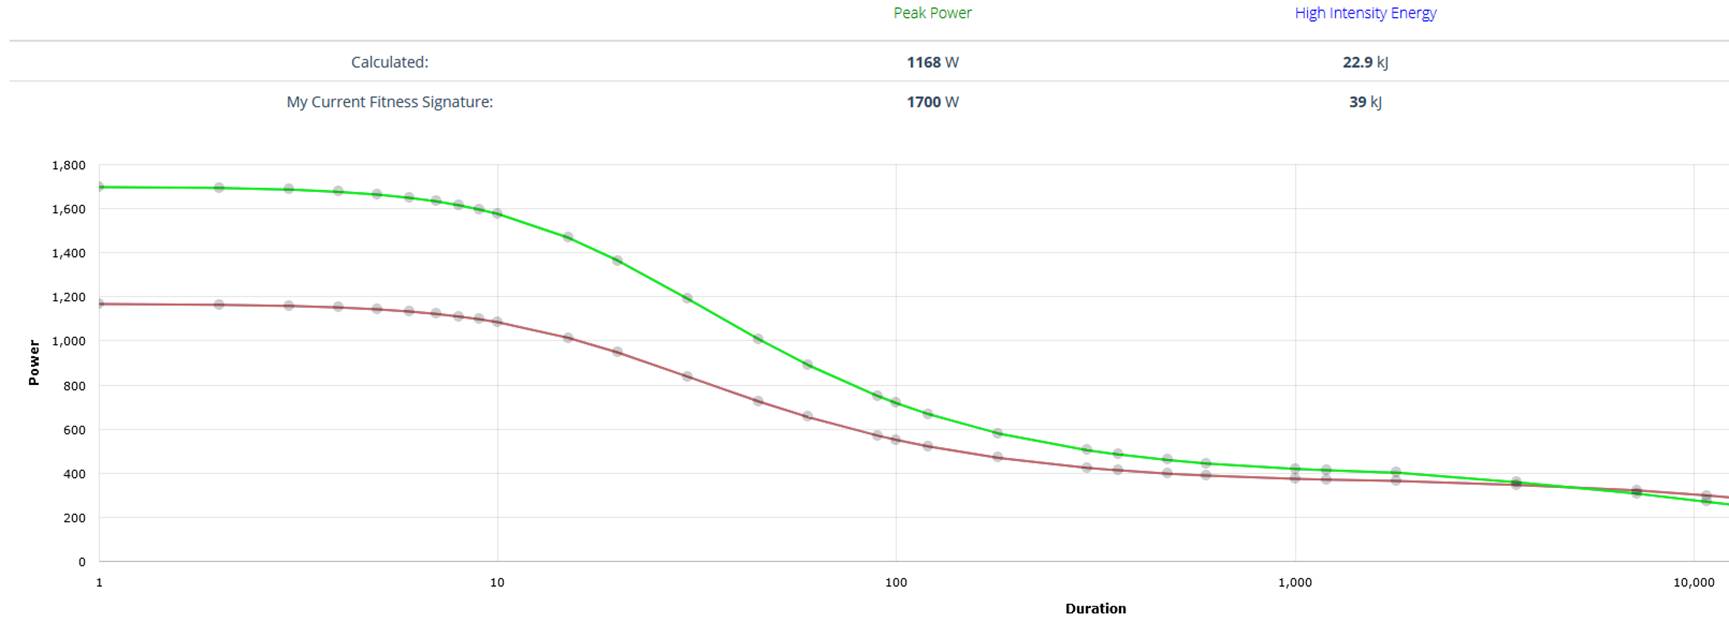 Peak Power High Intensity Energy
Calculated: 1168 W 22.9 kJ
My Current Fitness Signature: 1700 W 39 kJ
1,800
1,600
1,400
1,200
1,000
800
600
400
200
0
Power
1 10 100 1,000 10,000
Duration